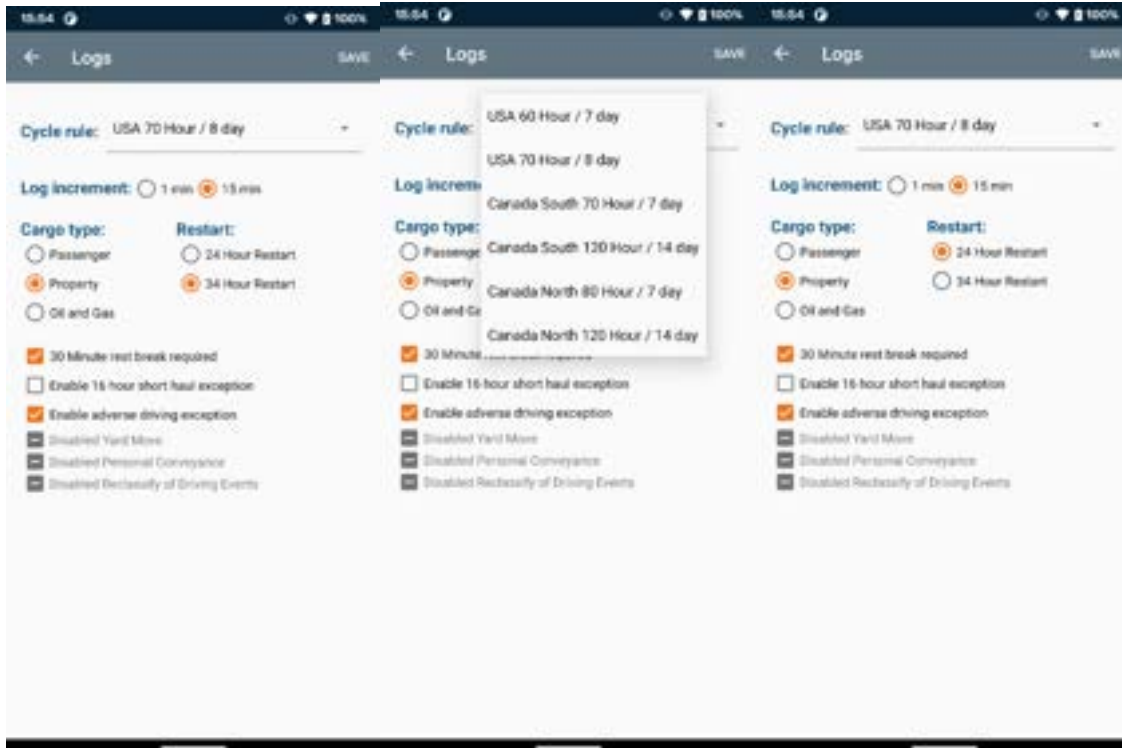 15:54 100%
← Logs SAVE
Cycle rule: USA 70 Hour / 8 day
Log increment: 1 min 15 min
Cargo type: Restart:
Passenger 24 Hour Restart
Property 34 Hour Restart
Oil and Gas
30 Minute rest break required
Enable 16 hour short haul exception
Enable adverse driving exception
Disabled Yard Move
Disabled Personal Conveyance
Disabled Reclassify of Driving Events
15:54 100%
← Logs SAVE
Cycle rule:
USA 60 Hour / 7 day
USA 70 Hour / 8 day
Canada South 70 Hour / 7 day
Canada South 120 Hour / 14 day
Canada North 80 Hour / 7 day
Canada North 120 Hour / 14 day
Log increm
Cargo type:
Passenge
Property
Oil and Ga
30 Minute rest break required
Enable 16 hour short haul exception
Enable adverse driving exception
Disabled Yard Move
Disabled Personal Conveyance
Disabled Reclassify of Driving Events
15:54 100%
← Logs SAVE
Cycle rule: USA 70 Hour / 8 day
Log increment: 1 min 15 min
Cargo type: Restart:
Passenger 24 Hour Restart
Property 34 Hour Restart
Oil and Gas
30 Minute rest break required
Enable 16 hour short haul exception
Enable adverse driving exception
Disabled Yard Move
Disabled Personal Conveyance
Disabled Reclassify of Driving Events